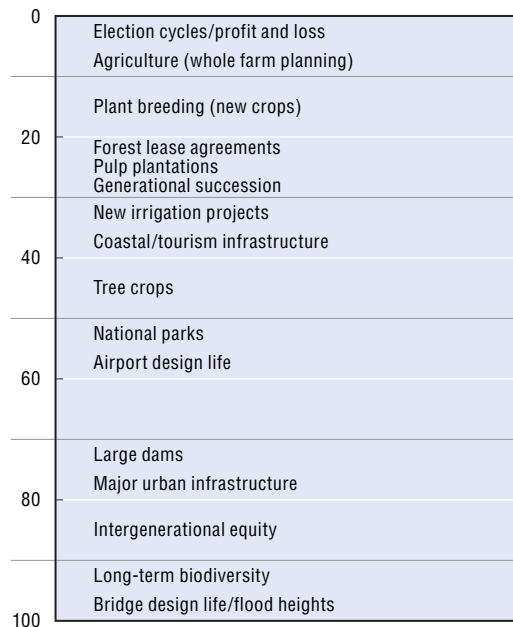 0
Election cycles/profit and loss
Agriculture (whole farm planning)
Plant breeding (new crops)
20
Forest lease agreements
Pulp plantations
Generational succession
New irrigation projects
Coastal/tourism infrastructure
40
Tree crops
National parks
Airport design life
60
Large dams
Major urban infrastructure
80
Intergenerational equity
Long-term biodiversity
Bridge design life/flood heights
100